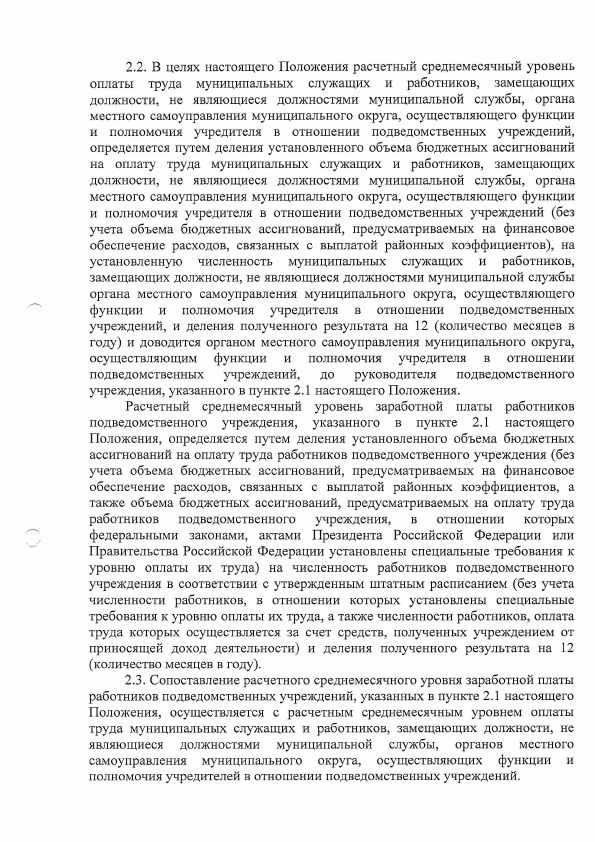 2.2. В целях настоящего Положения расчетный среднемесячный уровень
оплаты труда муниципальных служащих и работников, замещающих
должности, не являющиеся должностями муниципальной службы, органа
местного самоуправления муниципального округа, осуществляющего функции
и полномочия учредителя в отношении подведомственных учреждений,
определяется путем деления установленного объема бюджетных ассигнований
на оплату труда муниципальных служащих и работников, замещающих
должности, не являющиеся должностями муниципальной службы, органа
местного самоуправления муниципального округа, осуществляющего функции
и полномочия учредителя в отношении подведомственных учреждений (без
учета объема бюджетных ассигнований, предусматриваемых на финансовое
обеспечение расходов, связанных с выплатой районных коэффициентов), на
установленную численность муниципальных служащих и работников,
замещающих должности, не являющиеся должностями муниципальной службы
органа местного самоуправления муниципального округа, осуществляющего
функции и полномочия учредителя в отношении подведомственных
учреждений, и деления полученного результата на 12 (количество месяцев в
году) и доводится органом местного самоуправления муниципального округа,
осуществляющим функции и полномочия учредителя в отношении
подведомственных учреждений, до руководителя подведомственного
учреждения, указанного в пункте 2.1 настоящего Положения.
Расчетный среднемесячный уровень заработной платы работников
подведомственного учреждения, указанного в пункте 2.1 настоящего
Положения, определяется путем деления установленного объема бюджетных
ассигнований на оплату труда работников подведомственного учреждения (без
учета объема бюджетных ассигнований, предусматриваемых на финансовое
обеспечение расходов, связанных с выплатой районных коэффициентов, а
также объема бюджетных ассигнований, предусматриваемых на оплату труда
работников подведомственного учреждения, в отношении которых
федеральными законами, актами Президента Российской Федерации или
Правительства Российской Федерации установлены специальные требования к
уровню оплаты их труда) на численность работников подведомственного
учреждения в соответствии с утвержденным штатным расписанием (без учета
численности работников, в отношении которых установлены специальные
требования к уровню оплаты их труда, а также численности работников, оплата
труда которых осуществляется за счет средств, полученных учреждением от
приносящей доход деятельности) и деления полученного результата на 12
(количество месяцев в году).
2.3. Сопоставление расчетного среднемесячного уровня заработной платы
работников подведомственных учреждений, указанных в пункте 2.1 настоящего
Положения, осуществляется с расчетным среднемесячным уровнем оплаты
труда муниципальных служащих и работников, замещающих должности, не
являющиеся должностями муниципальной службы, органов местного
самоуправления муниципального округа, осуществляющих функции и
полномочия учредителей в отношении подведомственных учреждений.